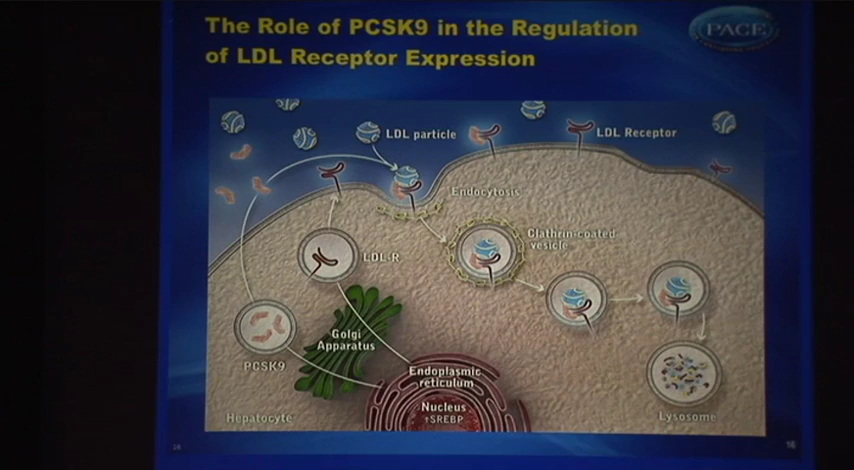 The Role of PCSK9 in the Regulation
of LDL Receptor Expression
PACE
LDL particle
LDL Receptor
Endocytosis
Clathrin-coated
vesicle
LDL-R
Golgi
Apparatus
PCSK9
Endoplasmic
reticulum
Nucleus
↑SREBP
Hepatocyte
Lysosome
16